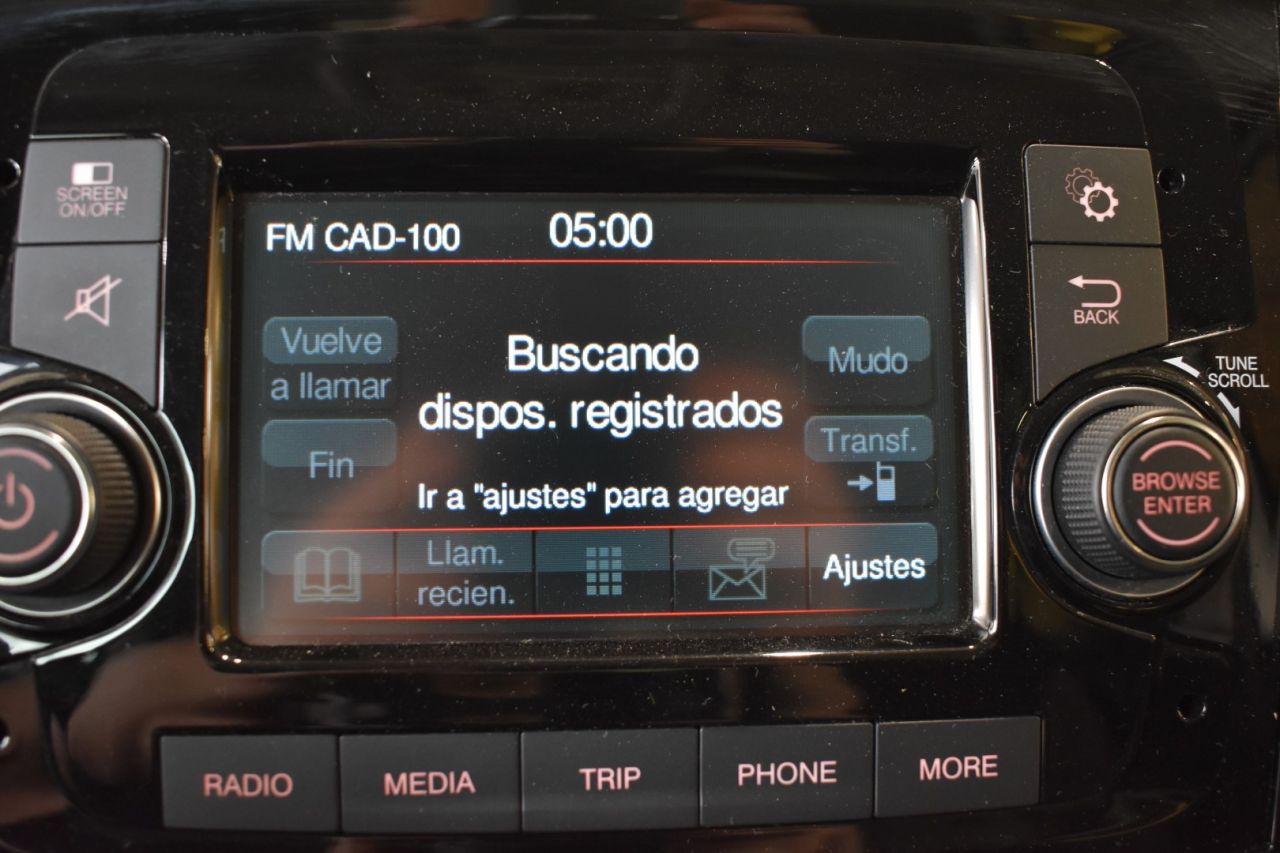 SCREEN
ON/OFF
FM CAD-100
05:00
Vuelve
a llamar
Buscando
dispos. registrados
Mudo
Fin
Transf.
Ir a "ajustes" para agregar
Llam.
recien.
Ajustes
BACK
TUNE
SCROLL
BROWSE
ENTER
RADIO
MEDIA
TRIP
PHONE
MORE